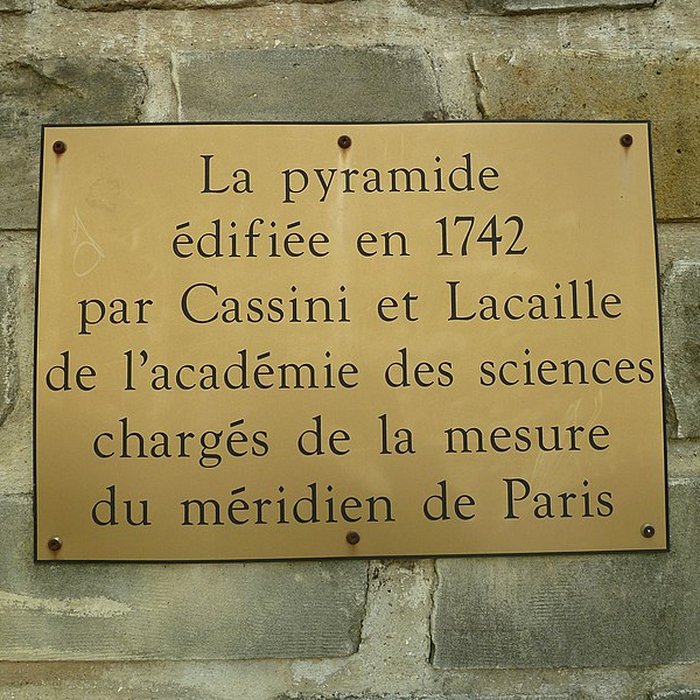 La pyramide
édifiée en 1742
par Cassini et Lacaille
de l'académie des sciences
chargés de la mesure
du méridien de Paris